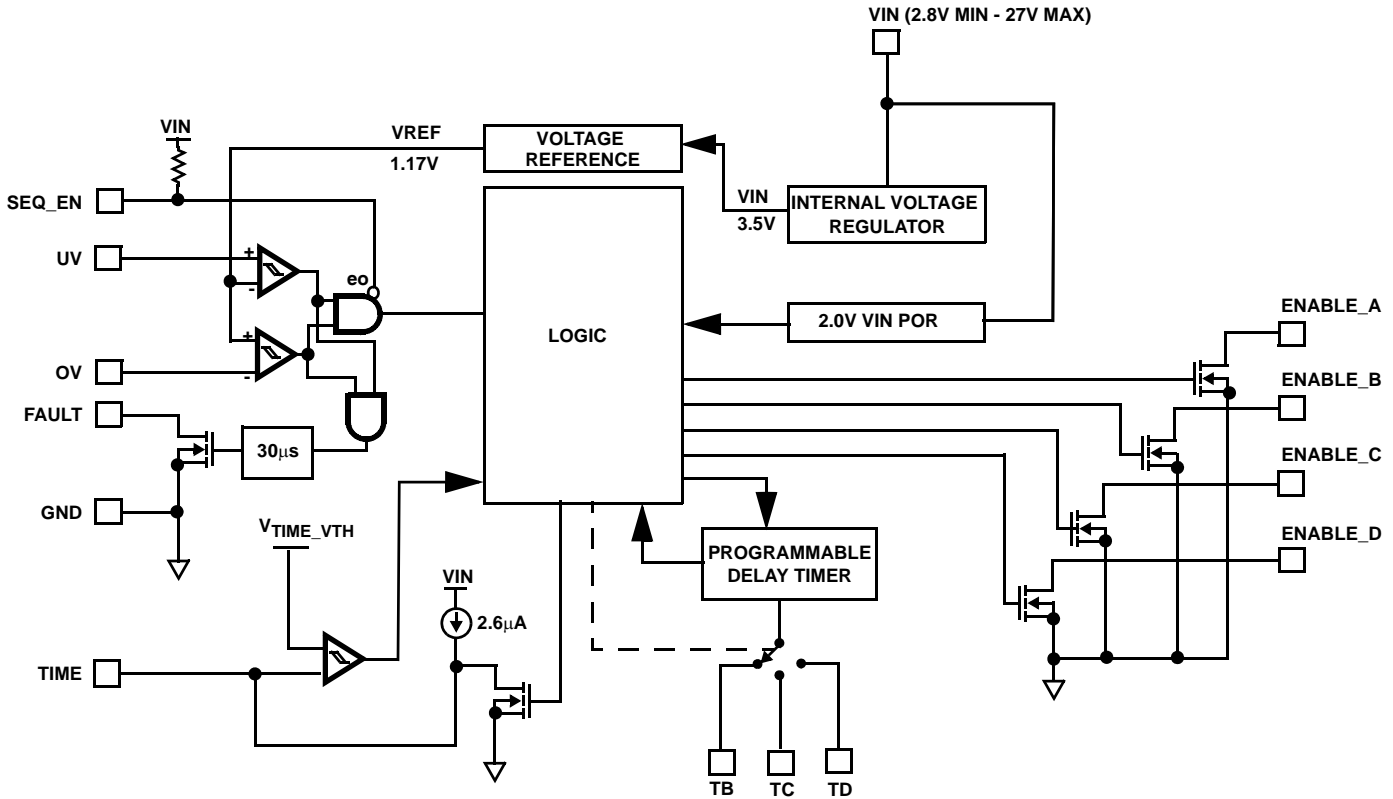 VIN (2.8V MIN - 27V MAX)
VIN
VREF
1.17V
VOLTAGE
REFERENCE
SEQ_EN
VIN
3.5V
INTERNAL VOLTAGE
REGULATOR
UV
+
-
eo
LOGIC
2.0V VIN POR
ENABLE_A
+
-
OV
ENABLE_B
FAULT
30μs
ENABLE_C
GND
VTIME_VTH
PROGRAMMABLE
DELAY TIMER
ENABLE_D
VIN
2.6μA
TIME
TB
TC
TD